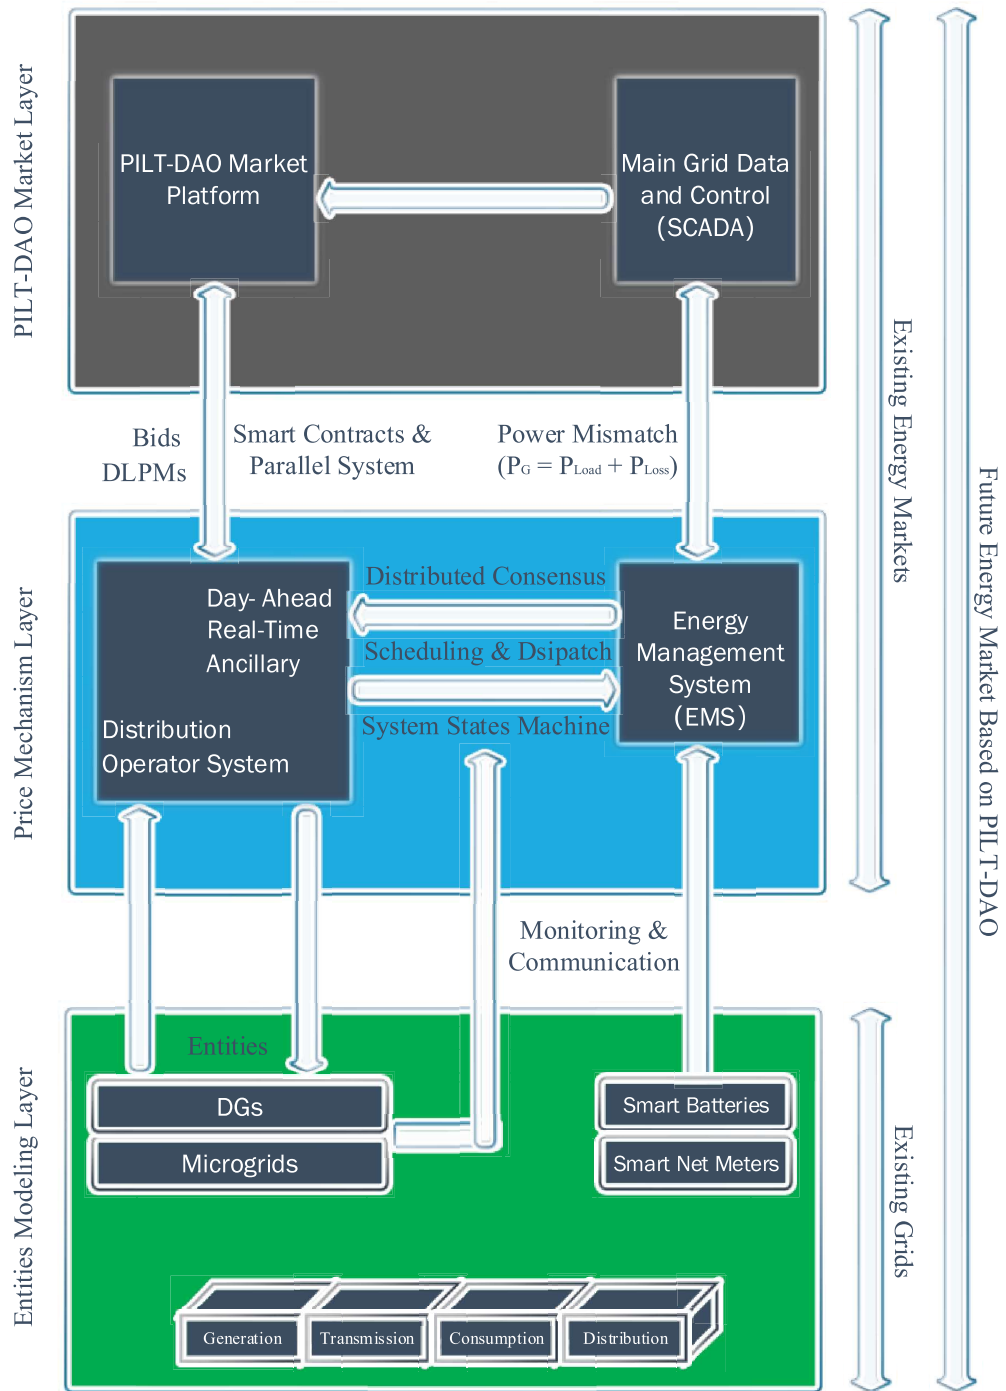 PILT-DAO Market Layer
PILT-DAO Market
Platform
Main Grid Data
and Control
(SCADA)
Bids
DLPMs
Smart Contracts &
Parallel System
Power Mismatch
(PG = PLoad + PLoss)
Existing Energy Markets
Future Energy Market Based on PILT-DAO
Price Mechanism Layer
Day- Ahead
Real-Time
Ancillary
Distribution
Operator System
Distributed Consensus
Scheduling & Dsipatch
System States Machine
Energy
Management
System
(EMS)
Monitoring &
Communication
Entities Modeling Layer
Entities
DGs
Microgrids
Smart Batteries
Smart Net Meters
Existing Grids
Generation
Transmission
Consumption
Distribution